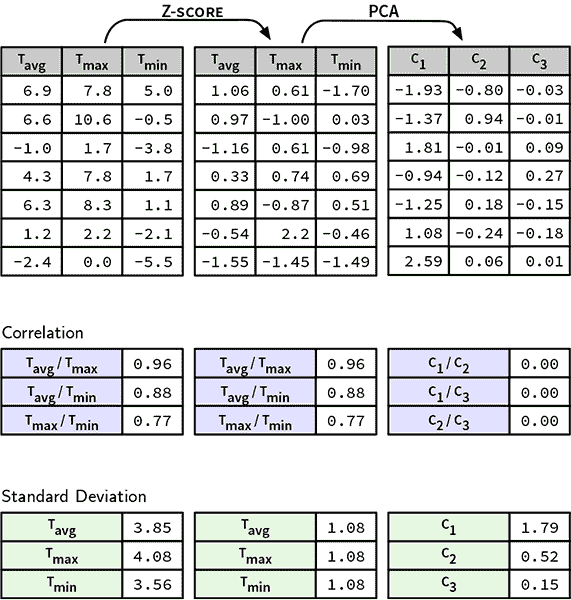 Z-SCORE PCA
Tavg Tmax Tmin Tavg Tmax Tmin C1 C2 C3
6.9 7.8 5.0 1.06 0.61 −1.70 −1.93 −0.80 −0.03
6.6 10.6 −0.5 0.97 −1.00 0.03 −1.37 0.94 −0.01
−1.0 1.7 −3.8 −1.16 0.61 −0.98 1.81 −0.01 0.09
4.3 7.8 1.7 0.33 0.74 0.69 −0.94 −0.12 0.27
6.3 8.3 1.1 0.89 −0.87 0.51 −1.25 0.18 −0.15
1.2 2.2 −2.1 −0.54 2.2 −0.46 1.08 −0.24 −0.18
−2.4 0.0 −5.5 −1.55 −1.45 −1.49 2.59 0.06 0.01
Correlation
Tavg/Tmax 0.96 Tavg/Tmax 0.96 C1/C2 0.00
Tavg/Tmin 0.88 Tavg/Tmin 0.88 C1/C3 0.00
Tmax/Tmin 0.77 Tmax/Tmin 0.77 C2/C3 0.00
Standard Deviation
Tavg 3.85 Tavg 1.08 C1 1.79
Tmax 4.08 Tmax 1.08 C2 0.52
Tmin 3.56 Tmin 1.08 C3 0.15